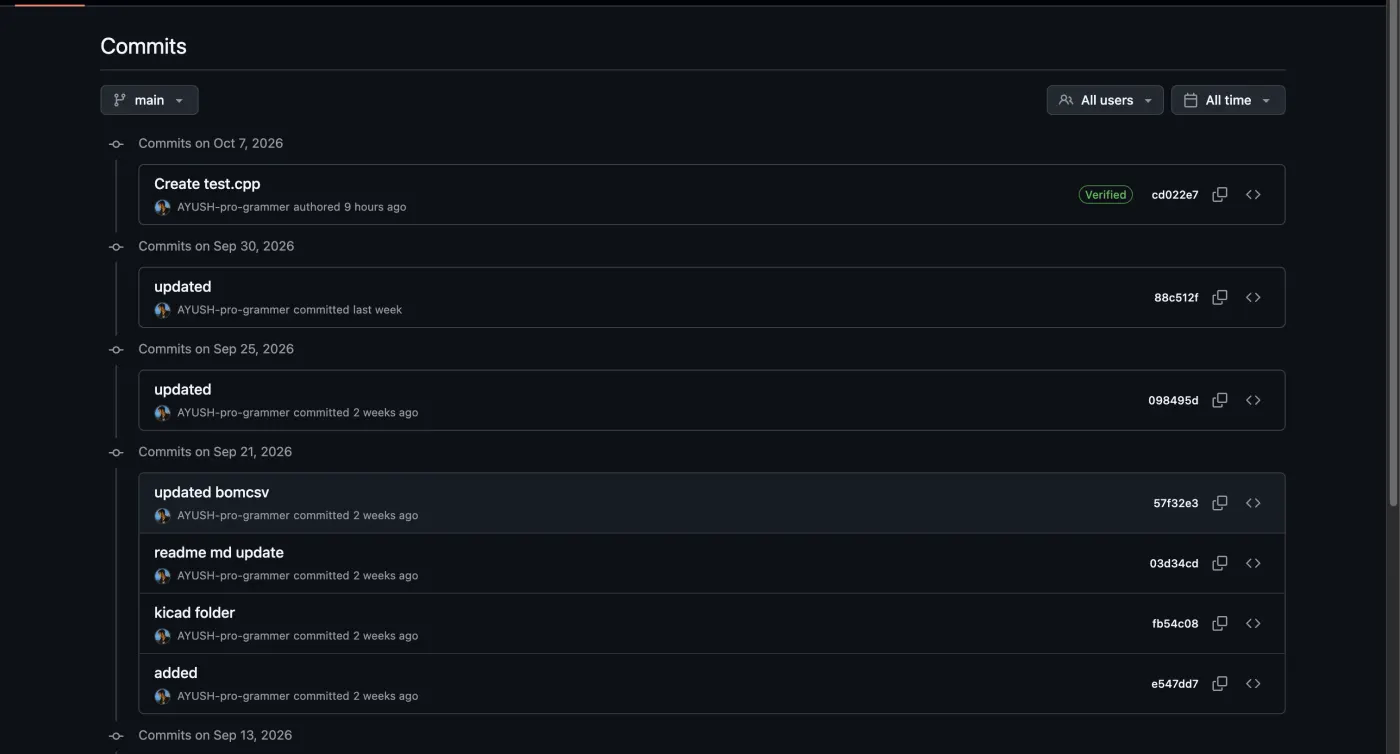 Commits
main
All users
All time
Commits on Oct 7, 2026
Create test.cpp
AYUSH-pro-grammer authored 9 hours ago
Verified
cd022e7
Commits on Sep 30, 2026
updated
AYUSH-pro-grammer committed last week
88c512f
Commits on Sep 25, 2026
updated
AYUSH-pro-grammer committed 2 weeks ago
098495d
Commits on Sep 21, 2026
updated bomcsv
AYUSH-pro-grammer committed 2 weeks ago
57f32e3
readme md update
AYUSH-pro-grammer committed 2 weeks ago
03d34cd
kicad folder
AYUSH-pro-grammer committed 2 weeks ago
fb54c08
added
AYUSH-pro-grammer committed 2 weeks ago
e547dd7
Commits on Sep 13, 2026